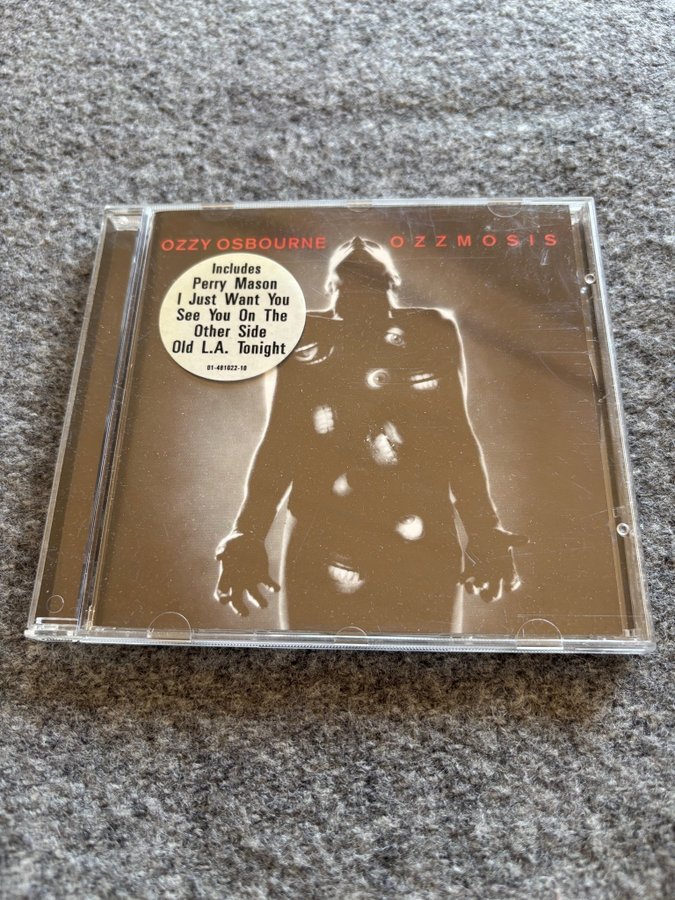 OZZY OSBOURNE
OZZMOSIS
Includes
Perry Mason
I Just Want You
See You On The
Other Side
Old L.A. Tonight
01-481022-10